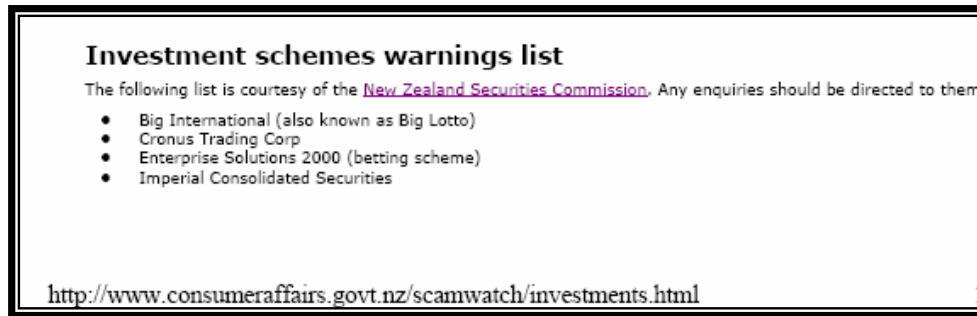 Investment schemes warnings list
The following list is courtesy of the New Zealand Securities Commission. Any enquiries should be directed to them
• Big International (also known as Big Lotto)
• Cronus Trading Corp
• Enterprise Solutions 2000 (betting scheme)
• Imperial Consolidated Securities
http://www.consumeraffairs.govt.nz/scamwatch/investments.html